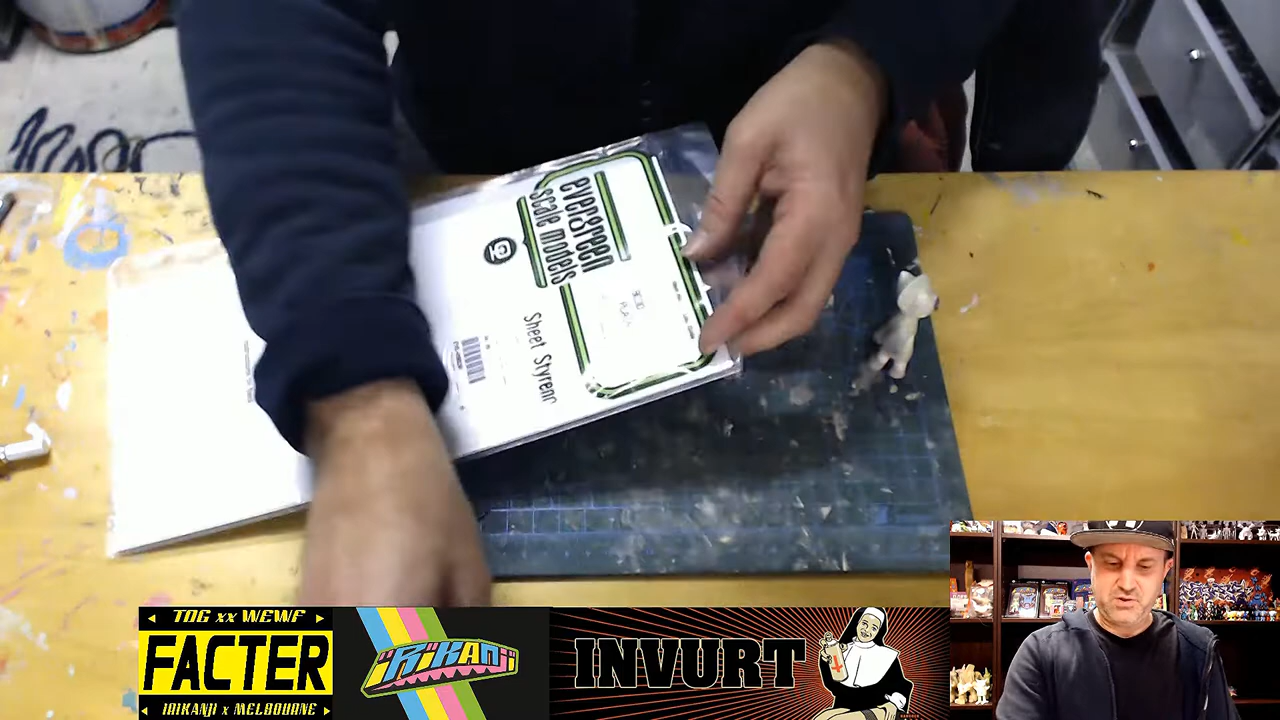 evergreen
scale models
Sheet Styrene
TDG xx WEWF
FACTER
IRIKANJI x MELBOURNE
IRIKANJI
INVURT